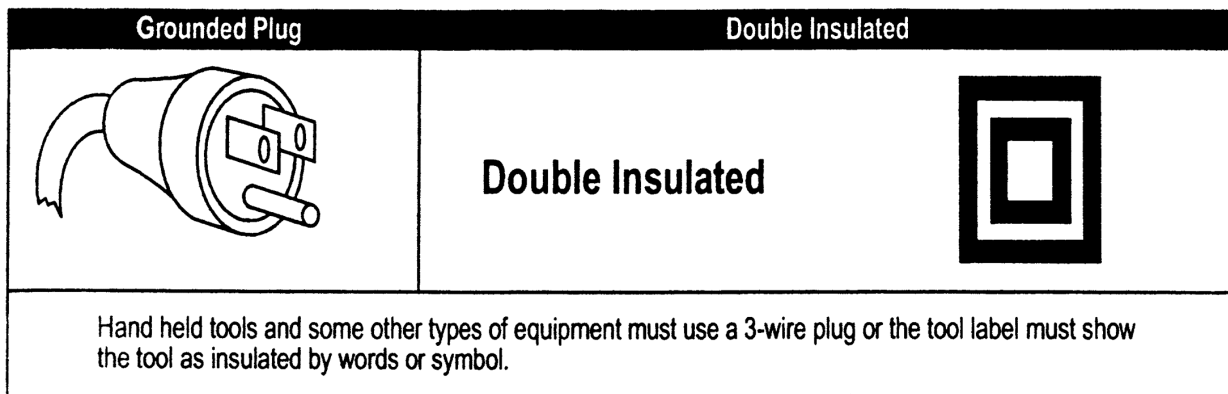 Grounded Plug
Double Insulated
Double Insulated
Hand held tools and some other types of equipment must use a 3-wire plug or the tool label must show
the tool as insulated by words or symbol.